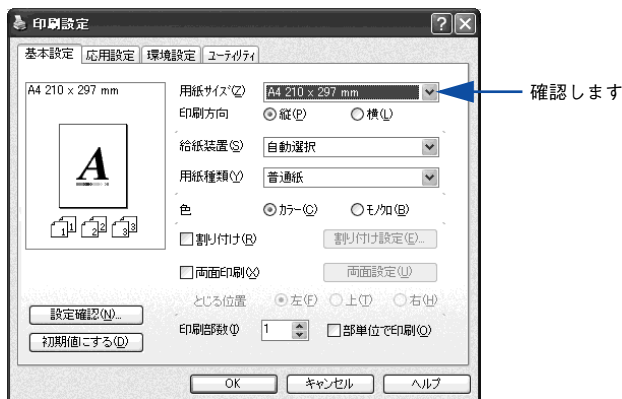 印刷設定
基本設定 応用設定 環境設定 ユーティリティ
A4 210 x 297 mm
A
1 1 2 2 3 3
設定確認(N)...
初期値にする(D)
用紙サイズ(Z) A4 210 x 297 mm
印刷方向 縦(P) 横(L)
給紙装置(S) 自動選択
用紙種類(Y) 普通紙
色 カラー(C) モノクロ(B)
割り付け(R) 割り付け設定(E)...
両面印刷(X) 両面設定(U)
とじる位置 左(F) 上(T) 右(H)
印刷部数(I) 1 部単位で印刷(O)
OK キャンセル ヘルプ
確認します